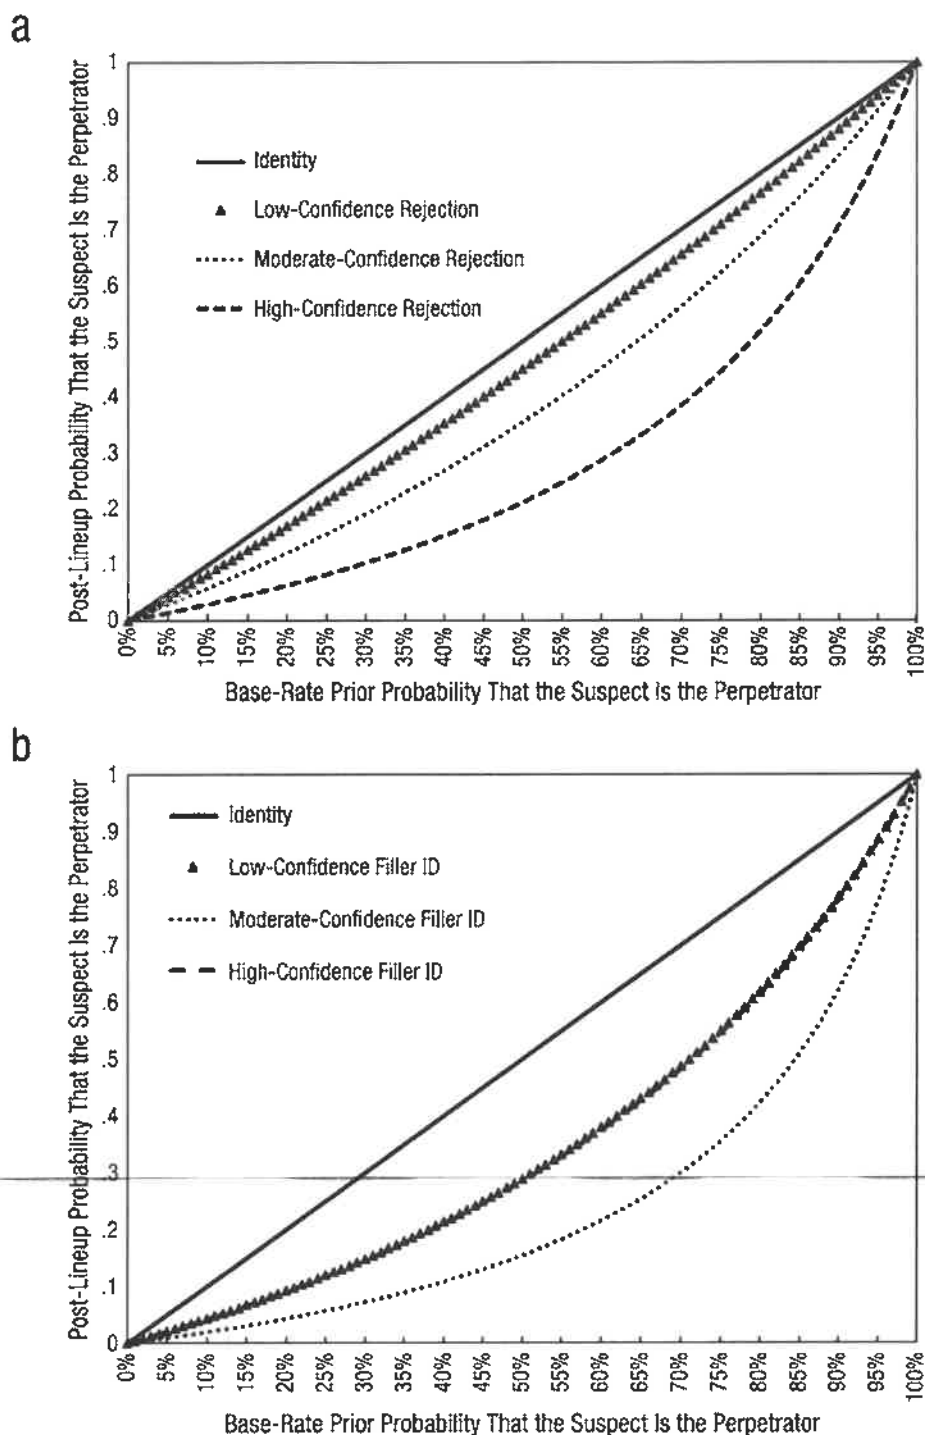 a
Post-Lineup Probability That the Suspect Is the Perpetrator
1
.9
.8
.7
.6
.5
.4
.3
.2
.1
0
Identity
Low-Confidence Rejection
Moderate-Confidence Rejection
High-Confidence Rejection
0% 5% 10% 15% 20% 25% 30% 35% 40% 45% 50% 55% 60% 65% 70% 75% 80% 85% 90% 95% 100%
Base-Rate Prior Probability That the Suspect Is the Perpetrator
b
Post-Lineup Probability That the Suspect Is the Perpetrator
1
.9
.8
.7
.6
.5
.4
.3
.2
.1
0
Identity
Low-Confidence Filler ID
Moderate-Confidence Filler ID
High-Confidence Filler ID
0% 5% 10% 15% 20% 25% 30% 35% 40% 45% 50% 55% 60% 65% 70% 75% 80% 85% 90% 95% 100%
Base-Rate Prior Probability That the Suspect Is the Perpetrator